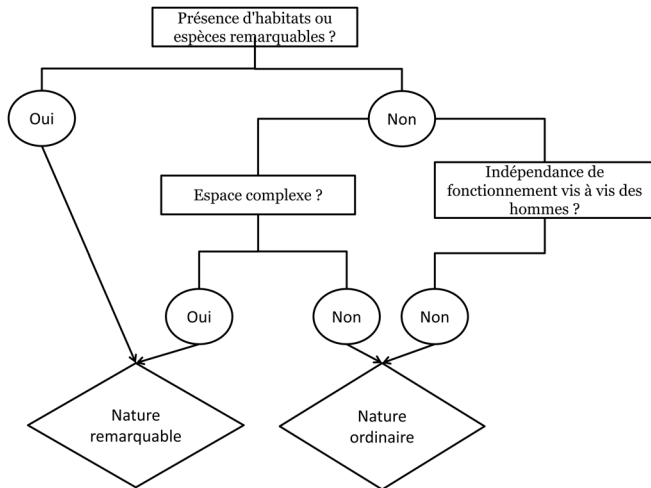 Présence d'habitats ou
espèces remarquables ?
Oui
Non
Espace complexe ?
Indépendance de
fonctionnement vis à vis des
hommes ?
Oui
Non
Non
Nature
remarquable
Nature
ordinaire